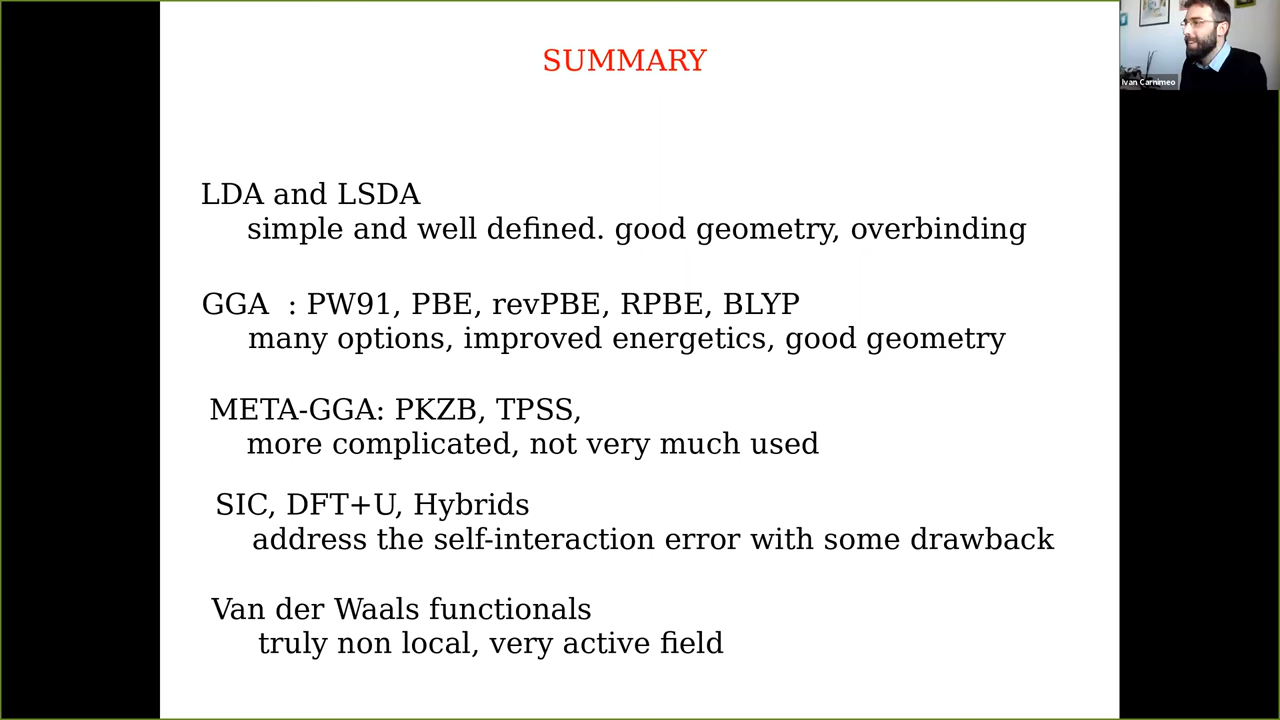 SUMMARY
Ivan Carnimeo
LDA and LSDA
simple and well defined. good geometry, overbinding
GGA : PW91, PBE, revPBE, RPBE, BLYP
many options, improved energetics, good geometry
META-GGA: PKZB, TPSS,
more complicated, not very much used
SIC, DFT+U, Hybrids
address the self-interaction error with some drawback
Van der Waals functionals
truly non local, very active field